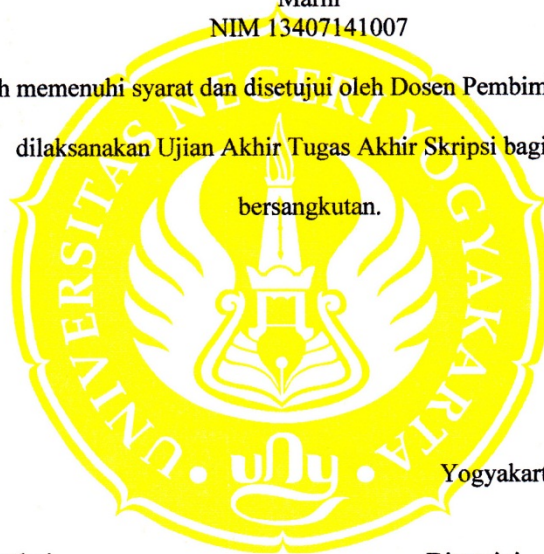 NIM 13407141007
h memenuhi syarat dan disetujui oleh Dosen Pembim
dilaksanakan Ujian Akhir Tugas Akhir Skripsi bagi
bersangkutan.
UNIVERSITAS NEGERI YOGYAKARTA
uny
Yogyakart